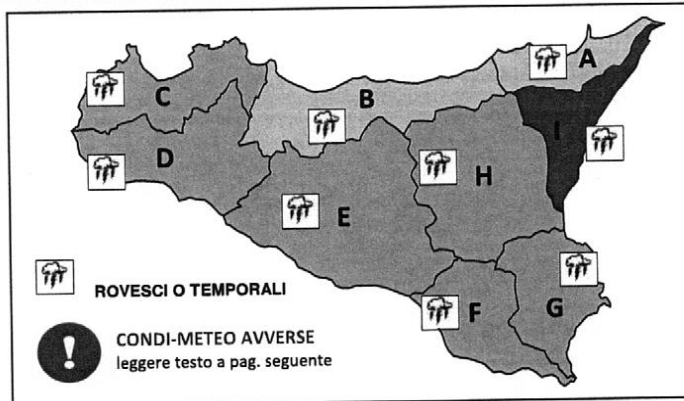 A
C
B
I
D
H
E
ROVESCI O TEMPORALI
F
G
!
CONDI-METEO AVVERSE
leggere testo a pag. seguente